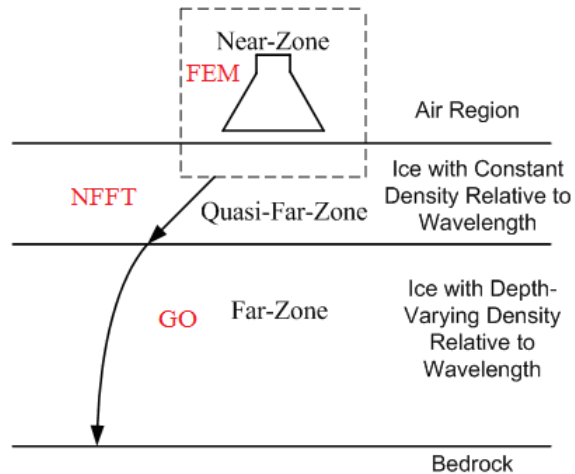 Near-Zone
FEM
Air Region
Ice with Constant
Density Relative to
Wavelength
NFFT
Quasi-Far-Zone
Ice with Depth-
Varying Density
Relative to
Wavelength
GO
Far-Zone
Bedrock